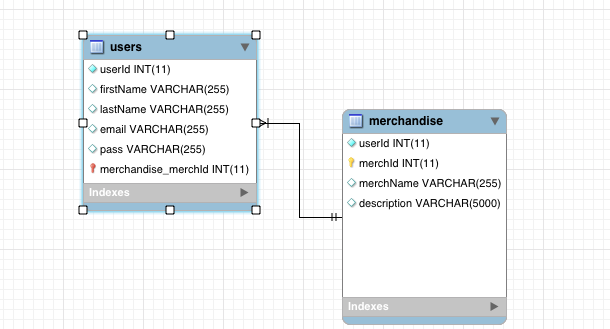 users
userId INT(11)
firstName VARCHAR(255)
lastName VARCHAR(255)
email VARCHAR(255)
pass VARCHAR(255)
merchandise_merchId INT(11)
Indexes
merchandise
userId INT(11)
merchId INT(11)
merchName VARCHAR(255)
description VARCHAR(5000)
Indexes